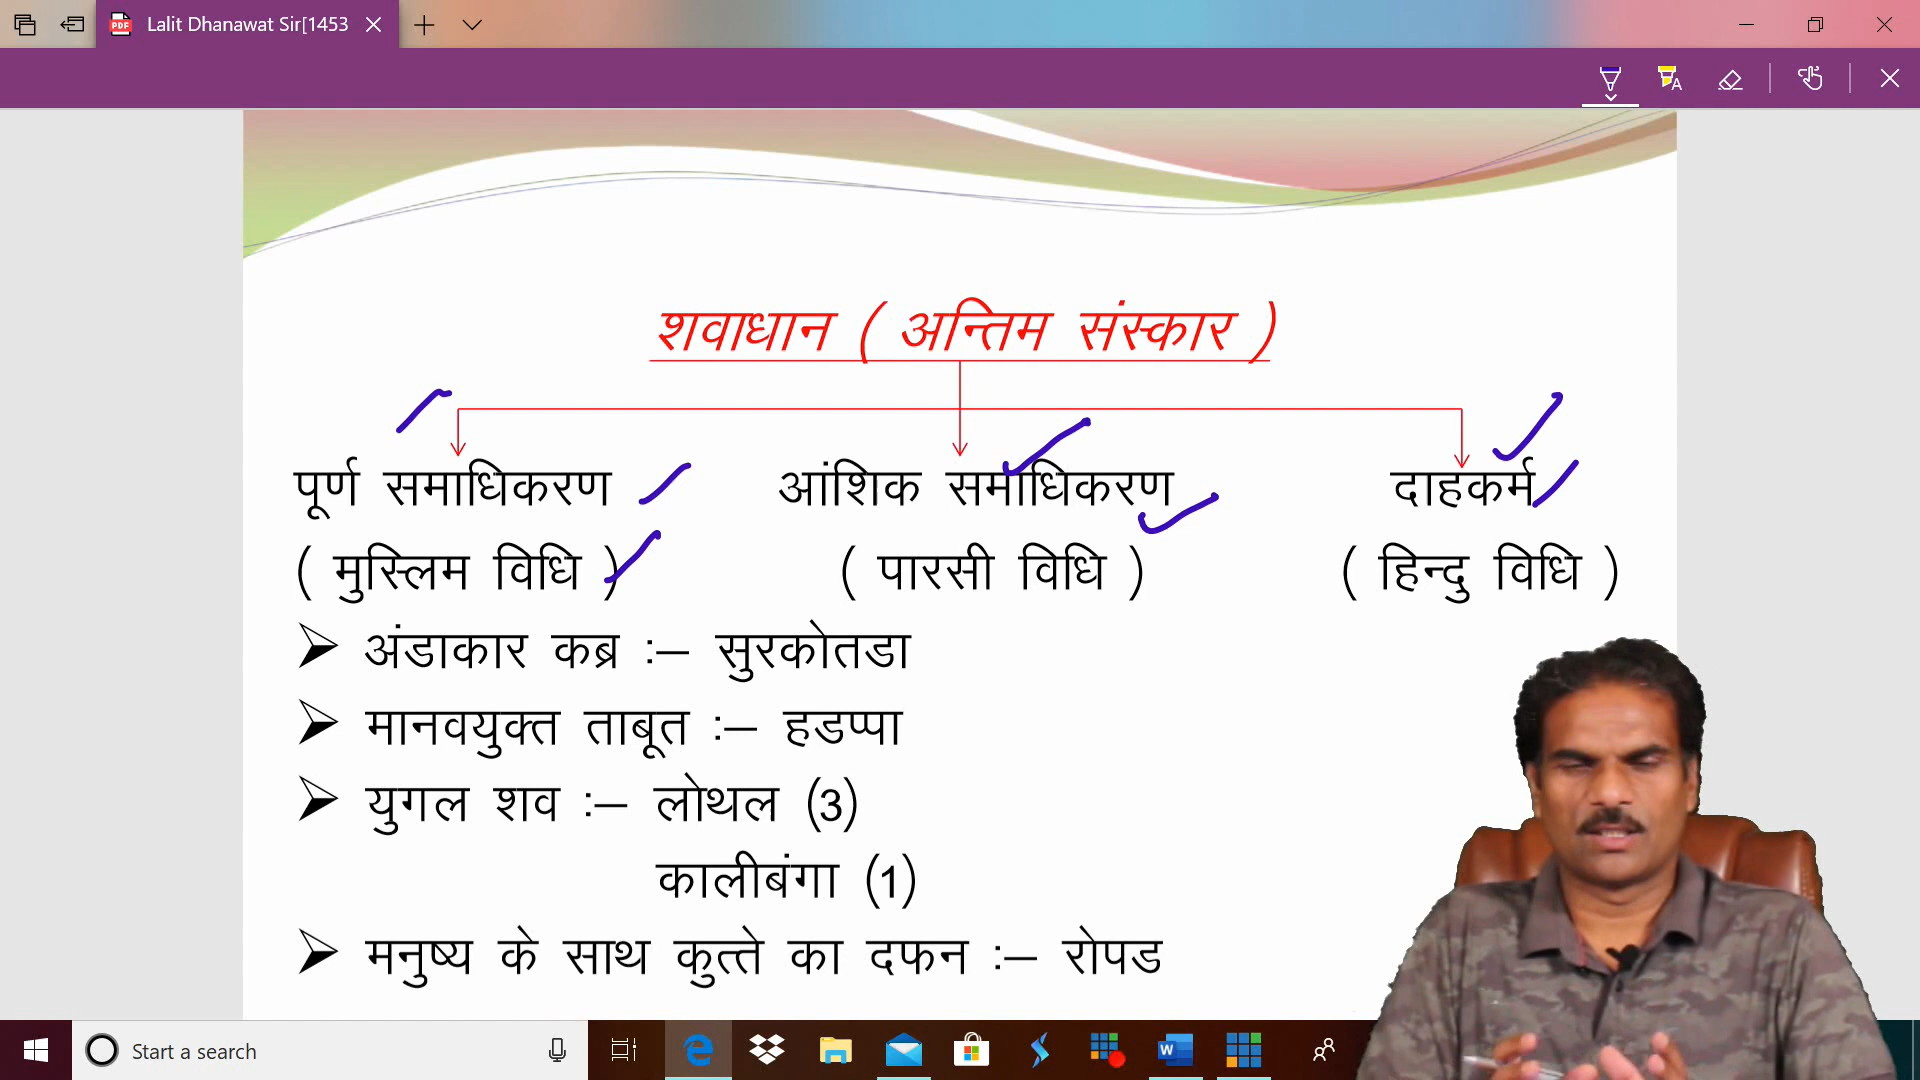 Lalit Dhanawat Sir[1453
शवाधान ( अन्तिम संस्कार )
पूर्ण समाधिकरण आंशिक समाधिकरण दाहकर्म
( मुस्लिम विधि ) ( पारसी विधि ) ( हिन्दु विधि )
अंडाकार कब्र :– सुरकोतडा
मानवयुक्त ताबूत :– हडप्पा
युगल शव :– लोथल (3)
कालीबंगा (1)
मनुष्य के साथ कुत्ते का दफन :– रोपड
Start a search